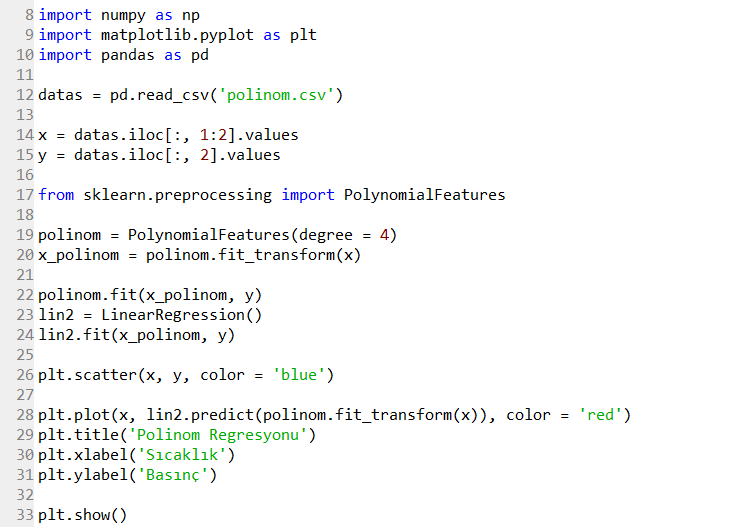 8 import numpy as np
9 import matplotlib.pyplot as plt
10 import pandas as pd
11
12 datas = pd.read_csv('polinom.csv')
13
14 x = datas.iloc[:, 1:2].values
15 y = datas.iloc[:, 2].values
16
17 from sklearn.preprocessing import PolynomialFeatures
18
19 polinom = PolynomialFeatures(degree = 4)
20 x_polinom = polinom.fit_transform(x)
21
22 polinom.fit(x_polinom, y)
23 lin2 = LinearRegression()
24 lin2.fit(x_polinom, y)
25
26 plt.scatter(x, y, color = 'blue')
27
28 plt.plot(x, lin2.predict(polinom.fit_transform(x)), color = 'red')
29 plt.title('Polinom Regresyonu')
30 plt.xlabel('Sıcaklık')
31 plt.ylabel('Basınç')
32
33 plt.show()